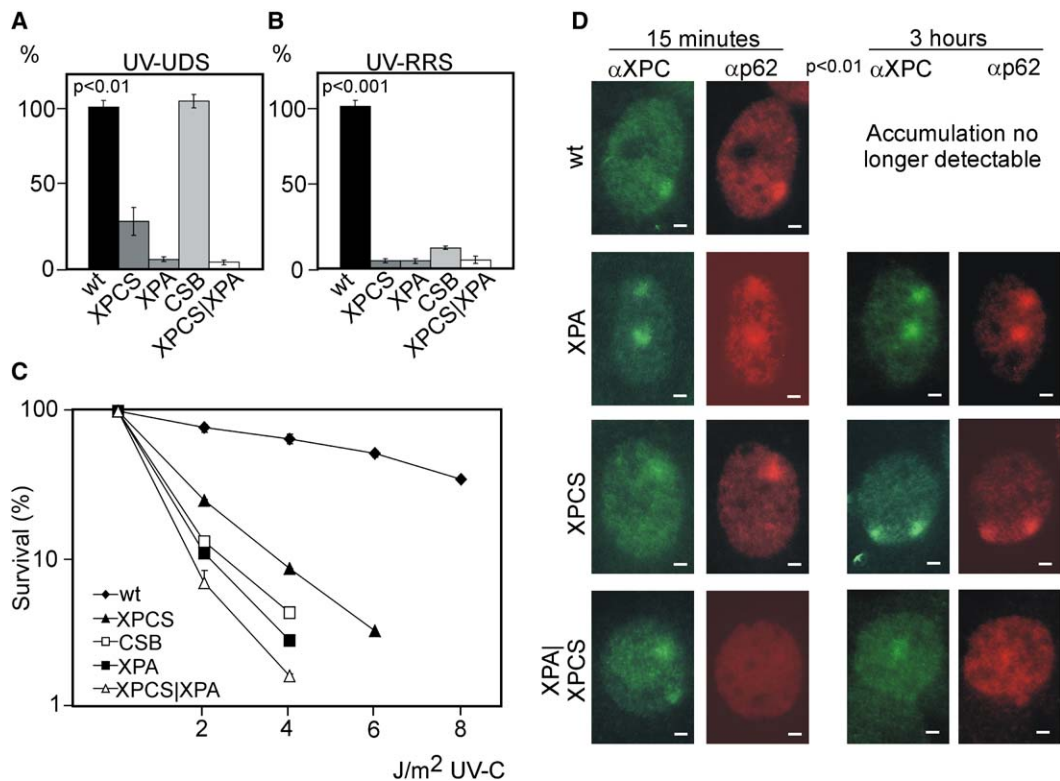 A
%
UV-UDS
p<0.01
100
50
0
wt
XPCS
XPA
CSB
XPCS|XPA
B
%
UV-RRS
p<0.001
100
50
0
wt
XPCS
XPA
CSB
XPCS|XPA
C
Survival (%)
100
10
1
wt
XPCS
CSB
XPA
XPCS|XPA
2 4 6 8
J/m² UV-C
D
15 minutes
αXPC αp62
p<0.01
3 hours
αXPC αp62
wt
Accumulation no
longer detectable
XPA
XPCS
XPA|
XPCS